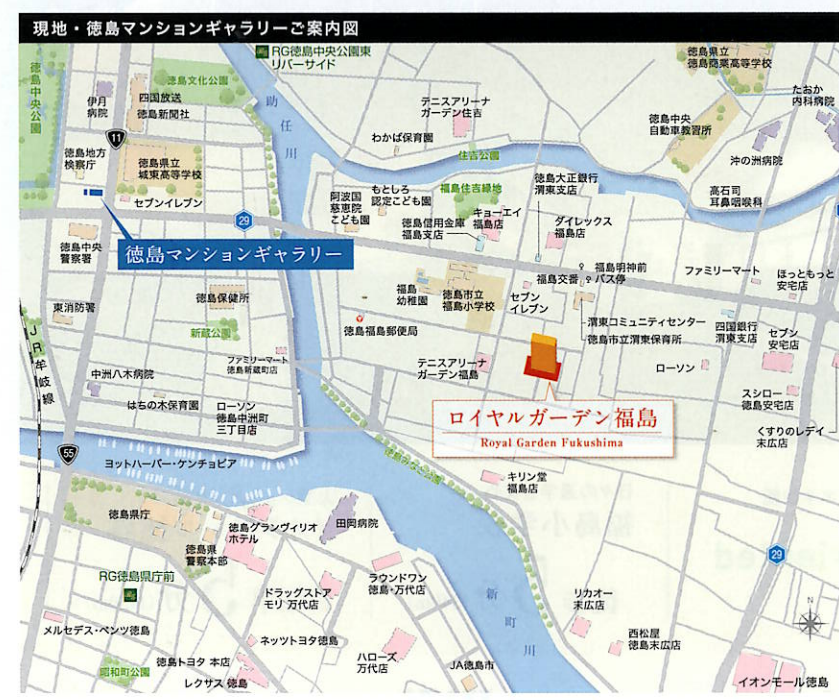 現地・徳島マンションギャラリーご案内図
RG徳島中央公園東
リバーサイド
徳島県立
徳島商業高等学校
徳島中央公園
徳島文化公園
たおか
内科病院
伊月
病院
四国放送
徳島新聞社
助任川
テニスアリーナ
ガーデン住吉
徳島中央
自動車教習所
11
わかば保育園
徳島地方
検察庁
徳島県立
城東高等学校
住吉公園
沖の洲病院
セブンイレブン
阿波国
慈恵院
こども園
もとしろ
認定こども園
福島住吉緑地
徳島大正銀行
渭東支店
高石司
耳鼻咽喉科
29
徳島信用金庫
福島支店
キョーエイ
福島店
ダイレックス
福島店
徳島中央
警察署
徳島マンションギャラリー
福島交番
福島明神前
バス停
ファミリーマート
ほっともっと
安宅店
東消防署
徳島保健所
福島
幼稚園
徳島市立
福島小学校
セブン
イレブン
新蔵公園
徳島福島郵便局
渭東コミュニティセンター
徳島市立渭東保育所
四国銀行
渭東支店
セブン
安宅店
JR牟岐線
ファミリーマート
徳島新蔵町店
テニスアリーナ
ガーデン福島
ローソン
中洲八木病院
はちの木保育園
ローソン
徳島中洲町
三丁目店
ロイヤルガーデン福島
Royal Garden Fukushima
スシロー
徳島安宅店
くすりのレデイ
末広店
55
ヨットハーバー・ケンチョピア
徳島みなと公園
キリン堂
福島店
徳島県庁
徳島グランヴィリオ
ホテル
田岡病院
徳島県
警察本部
29
RG徳島県庁前
ドラッグストア
モリ 万代店
ラウンドワン
徳島・万代店
新町川
リカオー
末広店
N
メルセデス・ベンツ徳島
ネッツトヨタ徳島
西松屋
徳島末広店
昭和町公園
徳島トヨタ 本店
レクサス 徳島
ハローズ
万代店
JA徳島市
イオンモール徳島